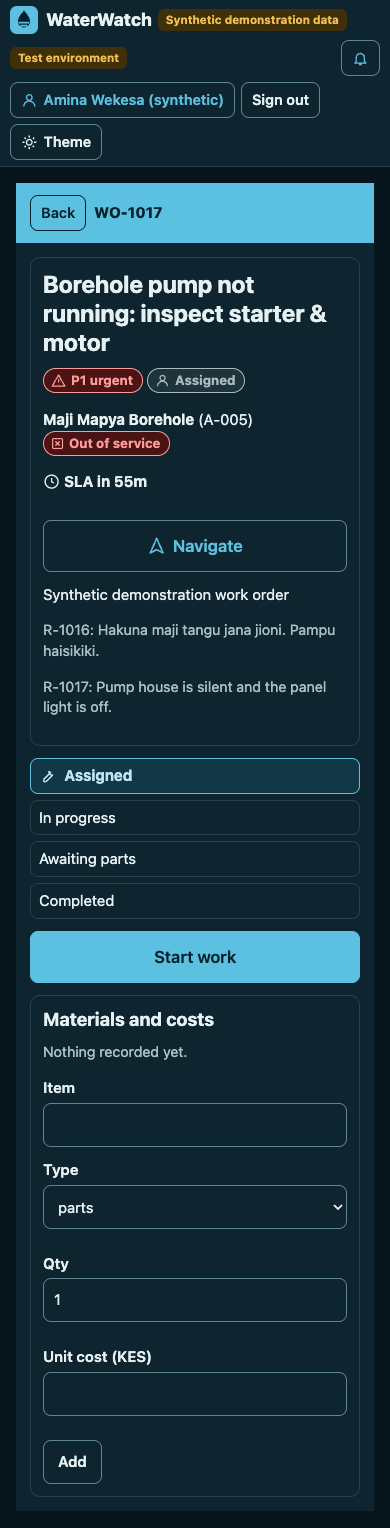 WaterWatch Synthetic demonstration data
Test environment
Amina Wekesa (synthetic) Sign out
Theme
Back WO-1017
Borehole pump not
running: inspect starter &
motor
P1 urgent Assigned
Maji Mapya Borehole (A-005)
Out of service
SLA in 55m
Navigate
Synthetic demonstration work order
R-1016: Hakuna maji tangu jana jioni. Pampu
haisikiki.
R-1017: Pump house is silent and the panel
light is off.
Assigned
In progress
Awaiting parts
Completed
Start work
Materials and costs
Nothing recorded yet.
Item
Type
parts
Qty
1
Unit cost (KES)
Add